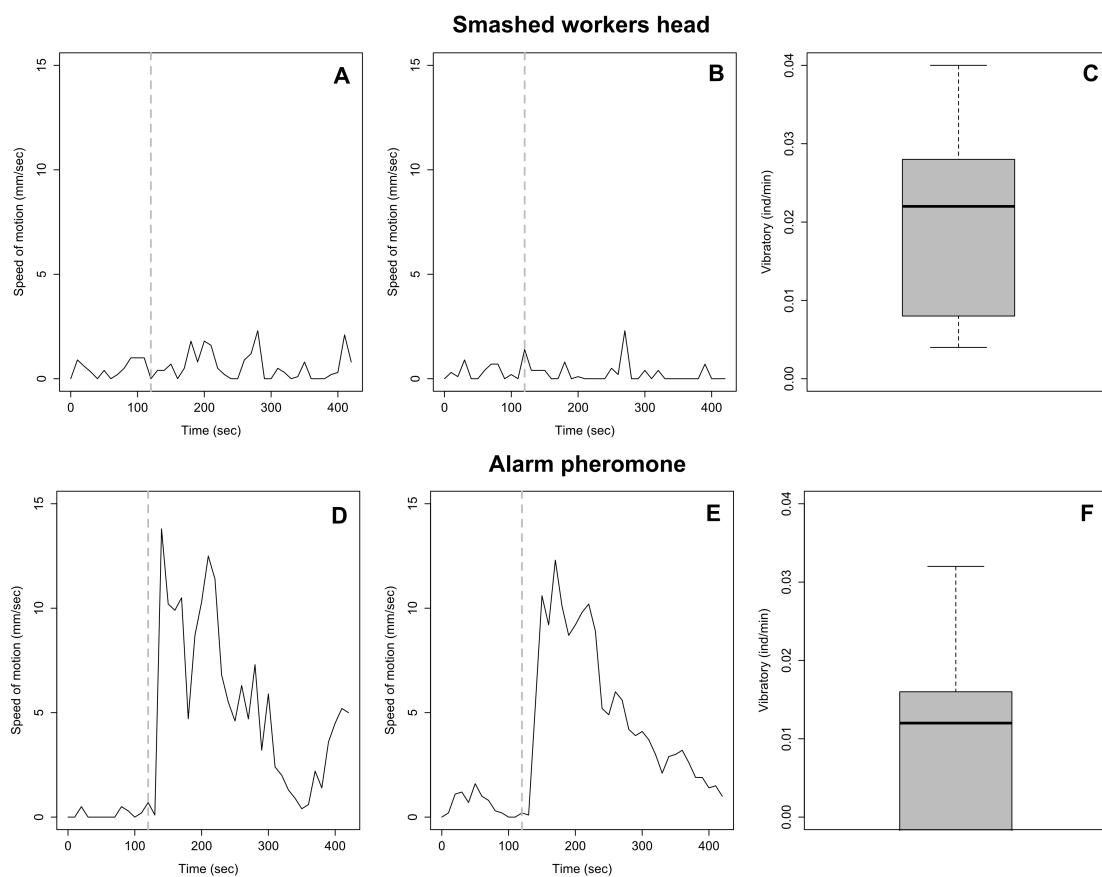 Smashed workers head
A
15
10
5
0
Speed of motion (mm/sec)
0 100 200 300 400
Time (sec)
B
15
10
5
0
Speed of motion (mm/sec)
0 100 200 300 400
Time (sec)
C
0.04
0.03
0.02
0.01
0.00
Vibratory (ind/min)
Alarm pheromone
D
15
10
5
0
Speed of motion (mm/sec)
0 100 200 300 400
Time (sec)
E
15
10
5
0
Speed of motion (mm/sec)
0 100 200 300 400
Time (sec)
F
0.04
0.03
0.02
0.01
0.00
Vibratory (ind/min)